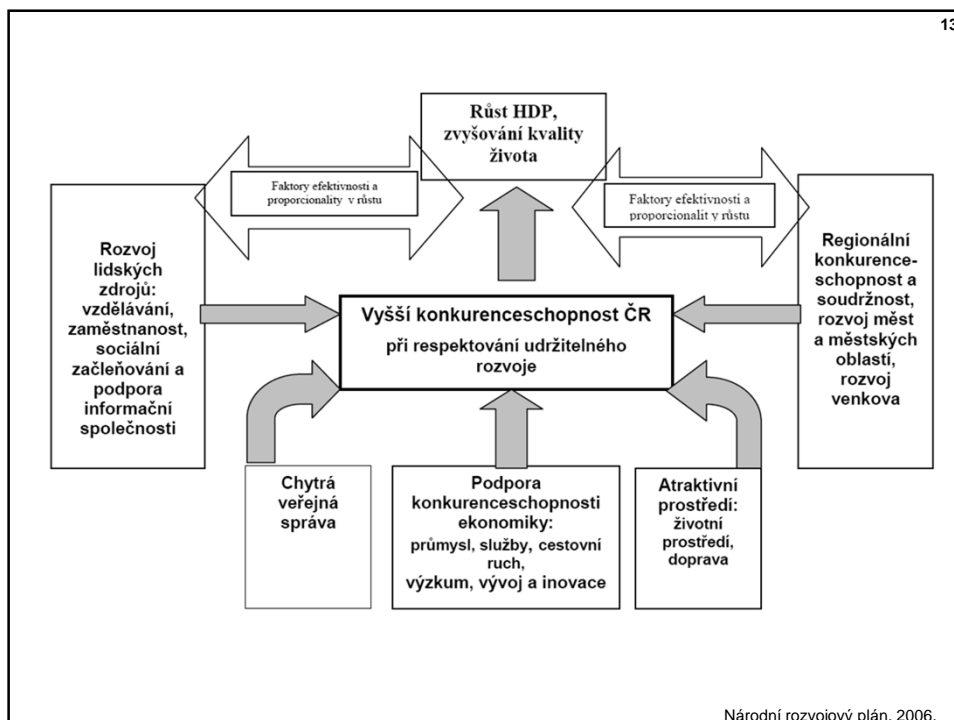 13
Růst HDP,
zvyšování kvality
života
Faktory efektivnosti a
proporcionality v růstu
Faktory efektivnosti a
proporcionalit y růstu
Rozvoj
lidských
zdrojů:
vzdělávání,
zaměstnanost,
sociální
začleňování a
podpora
informační
společnosti
Vyšší konkurenceschopnost ČR
při respektování udržitelného
rozvoje
Regionální
konkurence-
schopnost a
soudržnost,
rozvoj měst
a městských
oblastí,
rozvoj
venkova
Chytrá
veřejná
správa
Podpora
konkurenceschopnosti
ekonomiky:
průmysl, služby, cestovní
ruch,
výzkum, vývoj a inovace
Atraktivní
prostředí:
životní
prostředí,
doprava
Národní rozvojový plán, 2006.